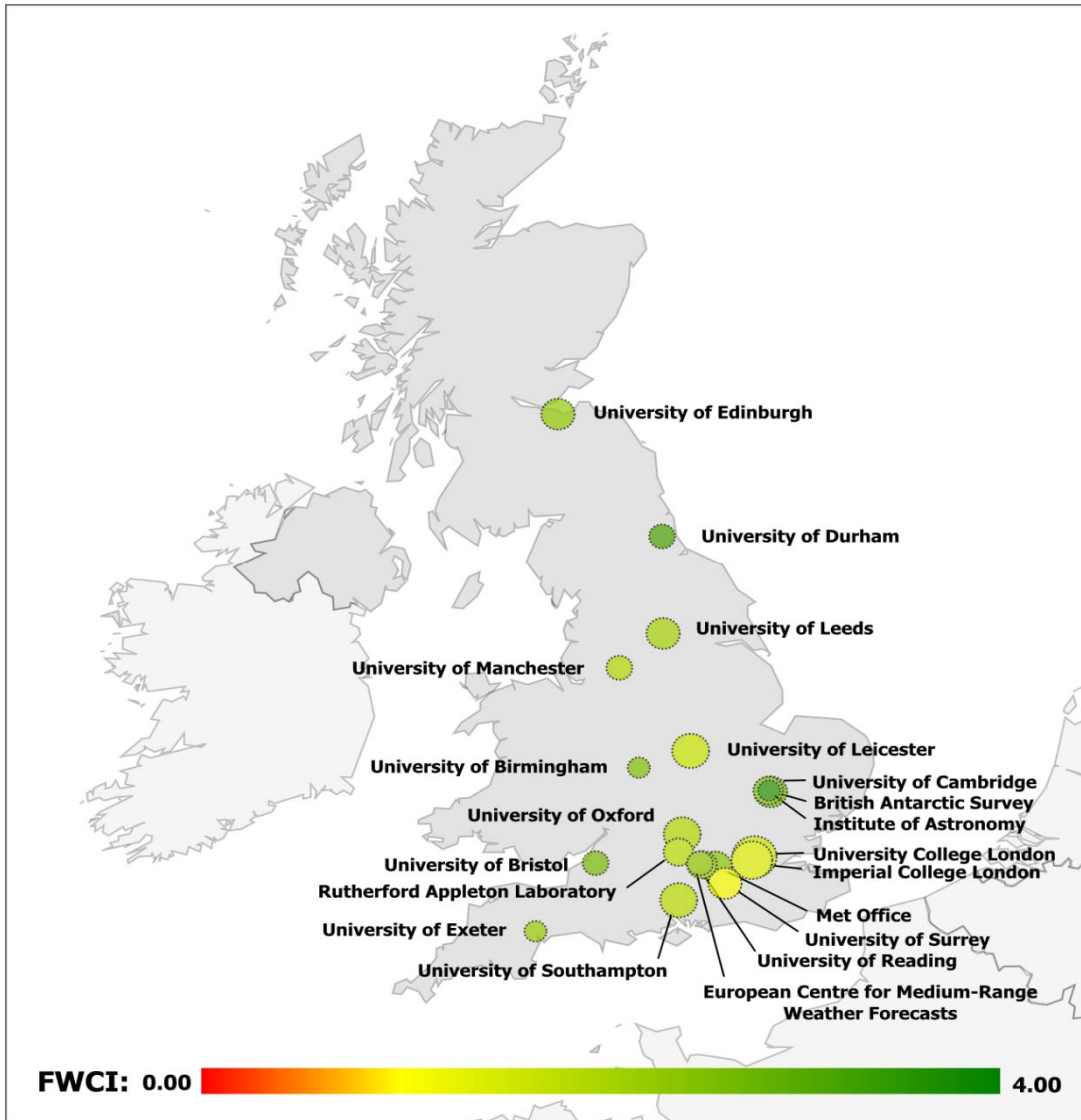 University of Edinburgh
University of Durham
University of Leeds
University of Manchester
University of Leicester
University of Birmingham
University of Cambridge
British Antarctic Survey
Institute of Astronomy
University of Oxford
University College London
University of Bristol
Imperial College London
Rutherford Appleton Laboratory
Met Office
University of Exeter
University of Surrey
University of Reading
University of Southampton
European Centre for Medium-Range
Weather Forecasts
FWCI: 0.00 4.00